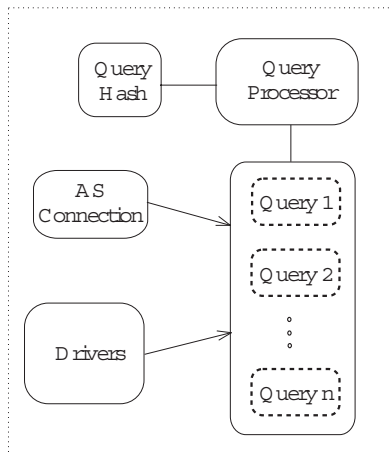 Query
Hash
Query
Processor
AS
Connection
Query 1
Query 2
Drivers
Query n